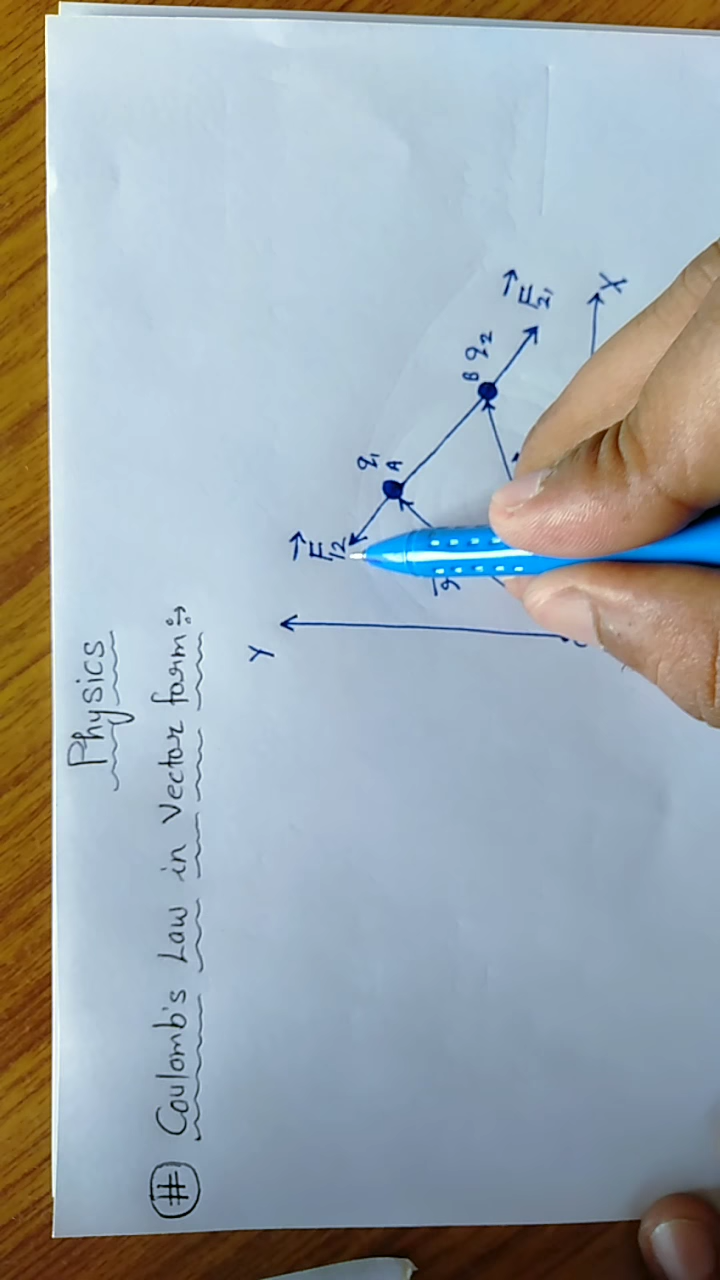 Physics
# Coulomb's Law in Vector form :→
Y
F12
q1
A
B q2
F21
X